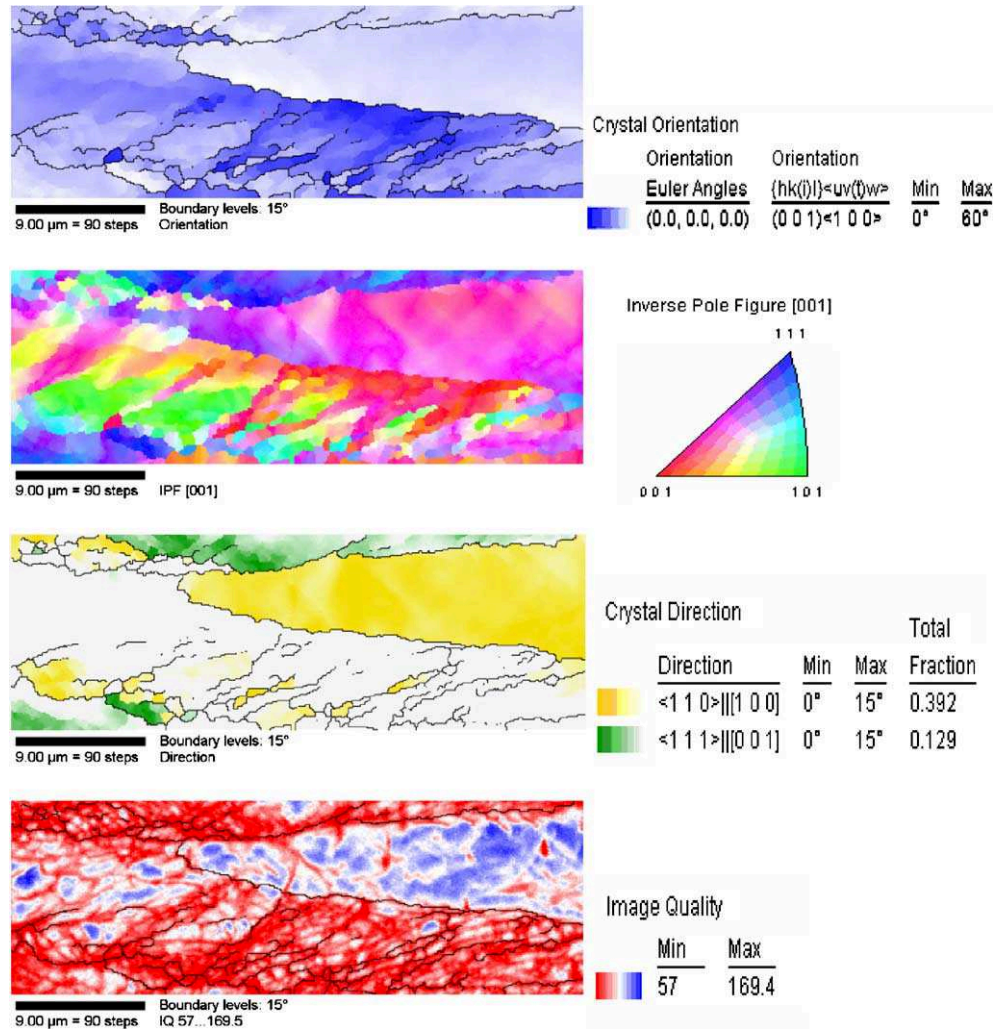 Boundary levels: 15°
9.00 µm = 90 steps Orientation
Crystal Orientation
Orientation Orientation
Euler Angles {hk(i)l}<uv(t)w> Min Max
(0.0, 0.0, 0.0) (0 0 1)<1 0 0> 0° 60°
9.00 µm = 90 steps IPF [001]
Inverse Pole Figure [001]
1 1 1
0 0 1 1 0 1
Boundary levels: 15°
9.00 µm = 90 steps Direction
Crystal Direction
Total
Direction Min Max Fraction
<1 1 0>||[1 0 0] 0° 15° 0.392
<1 1 1>||[0 0 1] 0° 15° 0.129
Boundary levels: 15°
9.00 µm = 90 steps IQ 57...169.5
Image Quality
Min Max
57 169.4